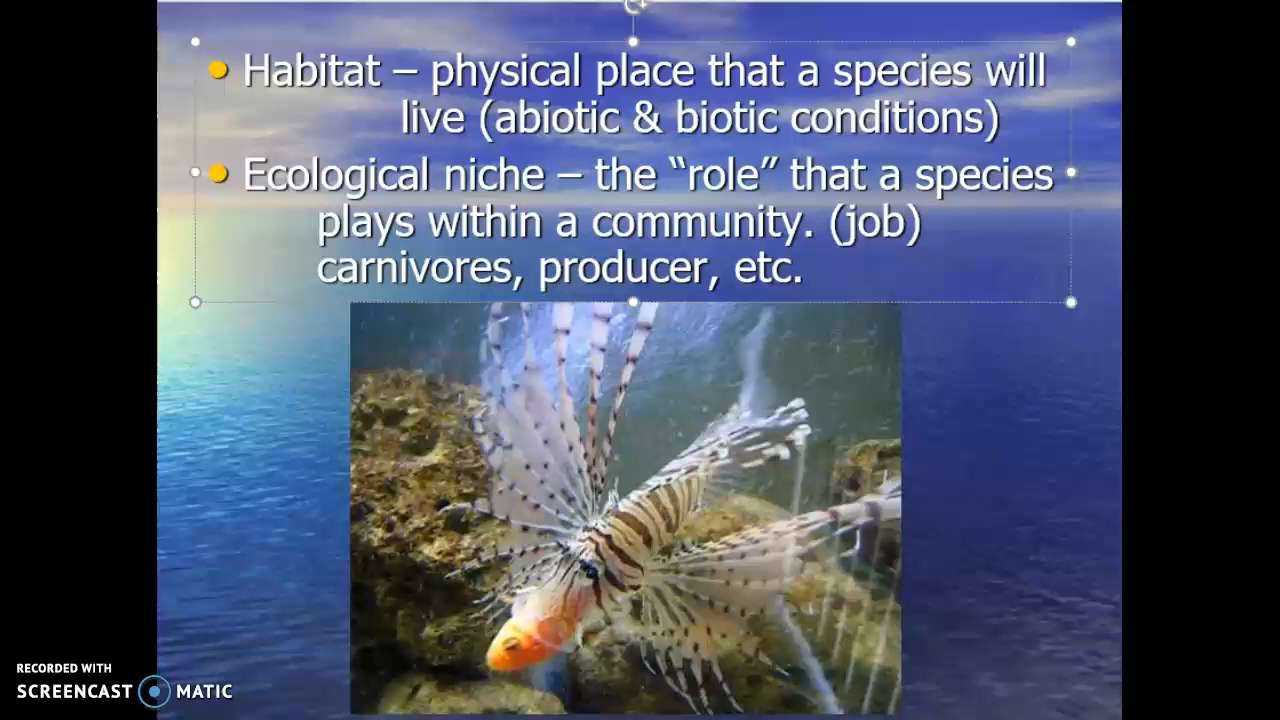 Habitat – physical place that a species will
live (abiotic & biotic conditions)
Ecological niche – the “role” that a species
plays within a community. (job)
carnivores, producer, etc.
RECORDED WITH
SCREENCAST MATIC